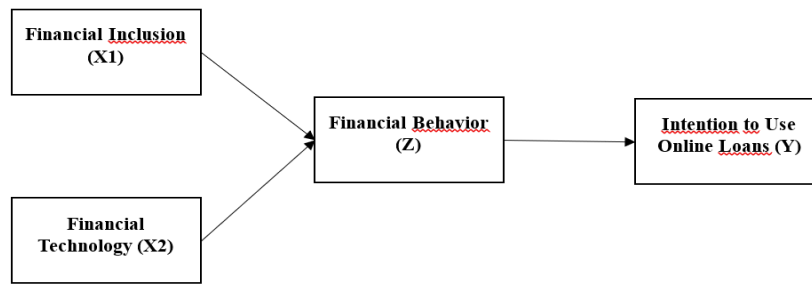 Financial Inclusion
(X1)
Financial Behavior
(Z)
Intention to Use
Online Loans (Y)
Financial
Technology (X2)